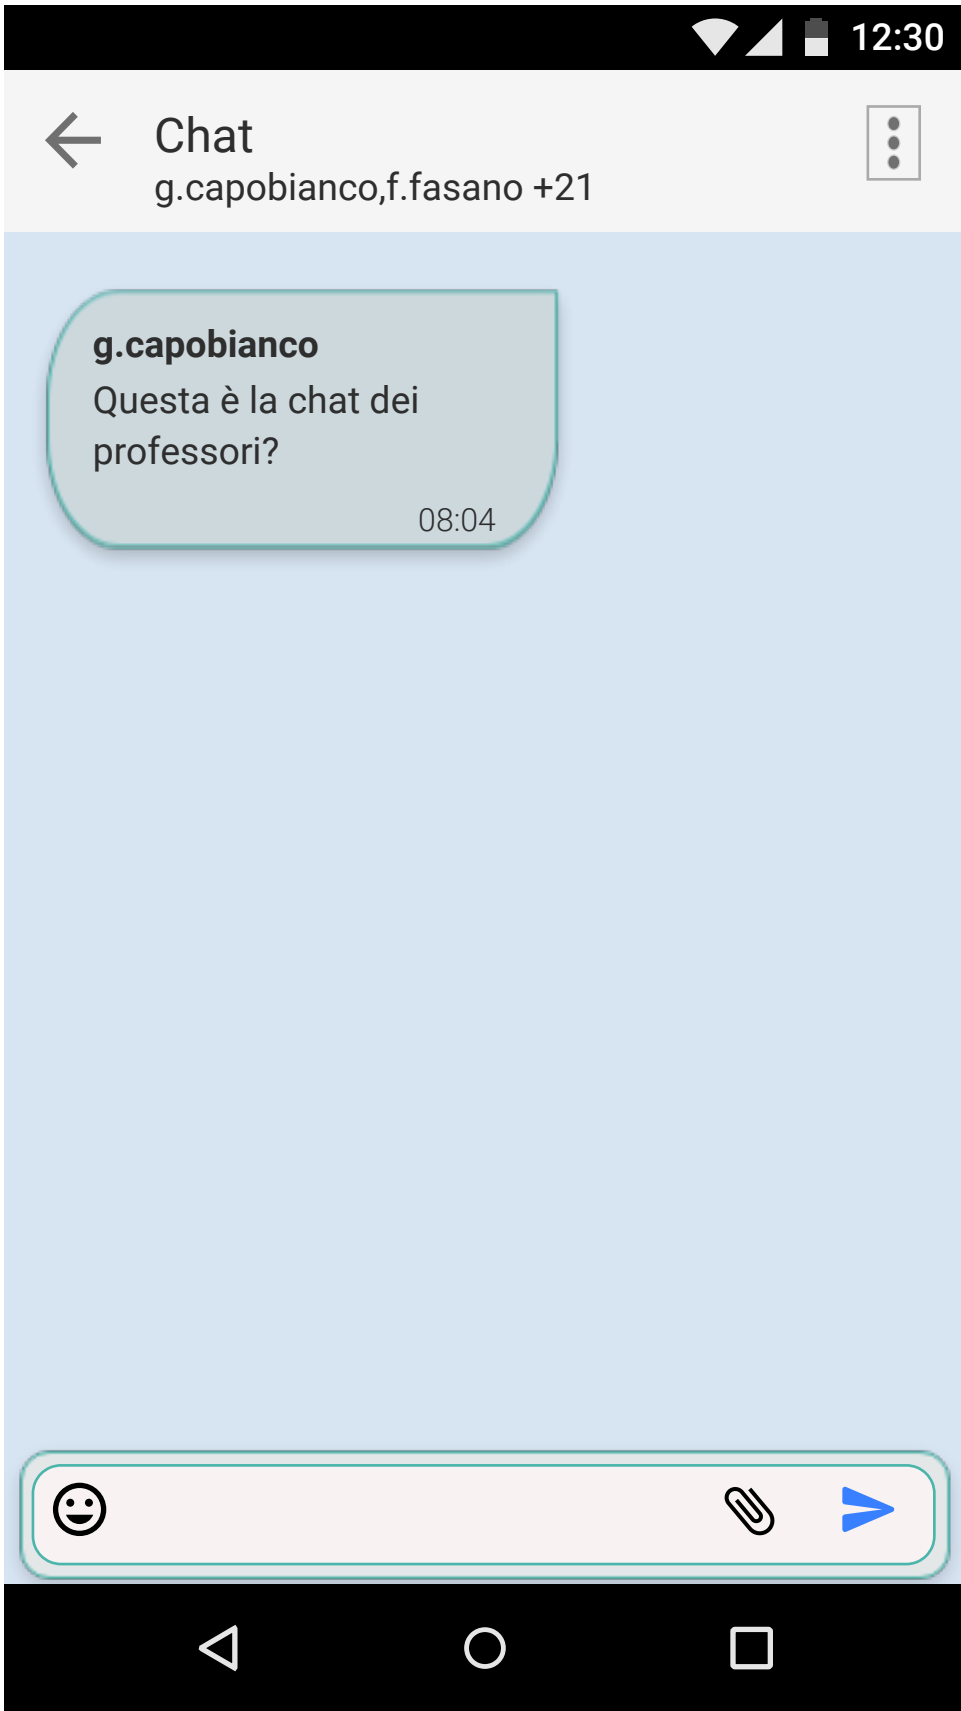 12:30
Chat
g.capobianco,f.fasano +21
g.capobianco
Questa è la chat dei
professori?
08:04